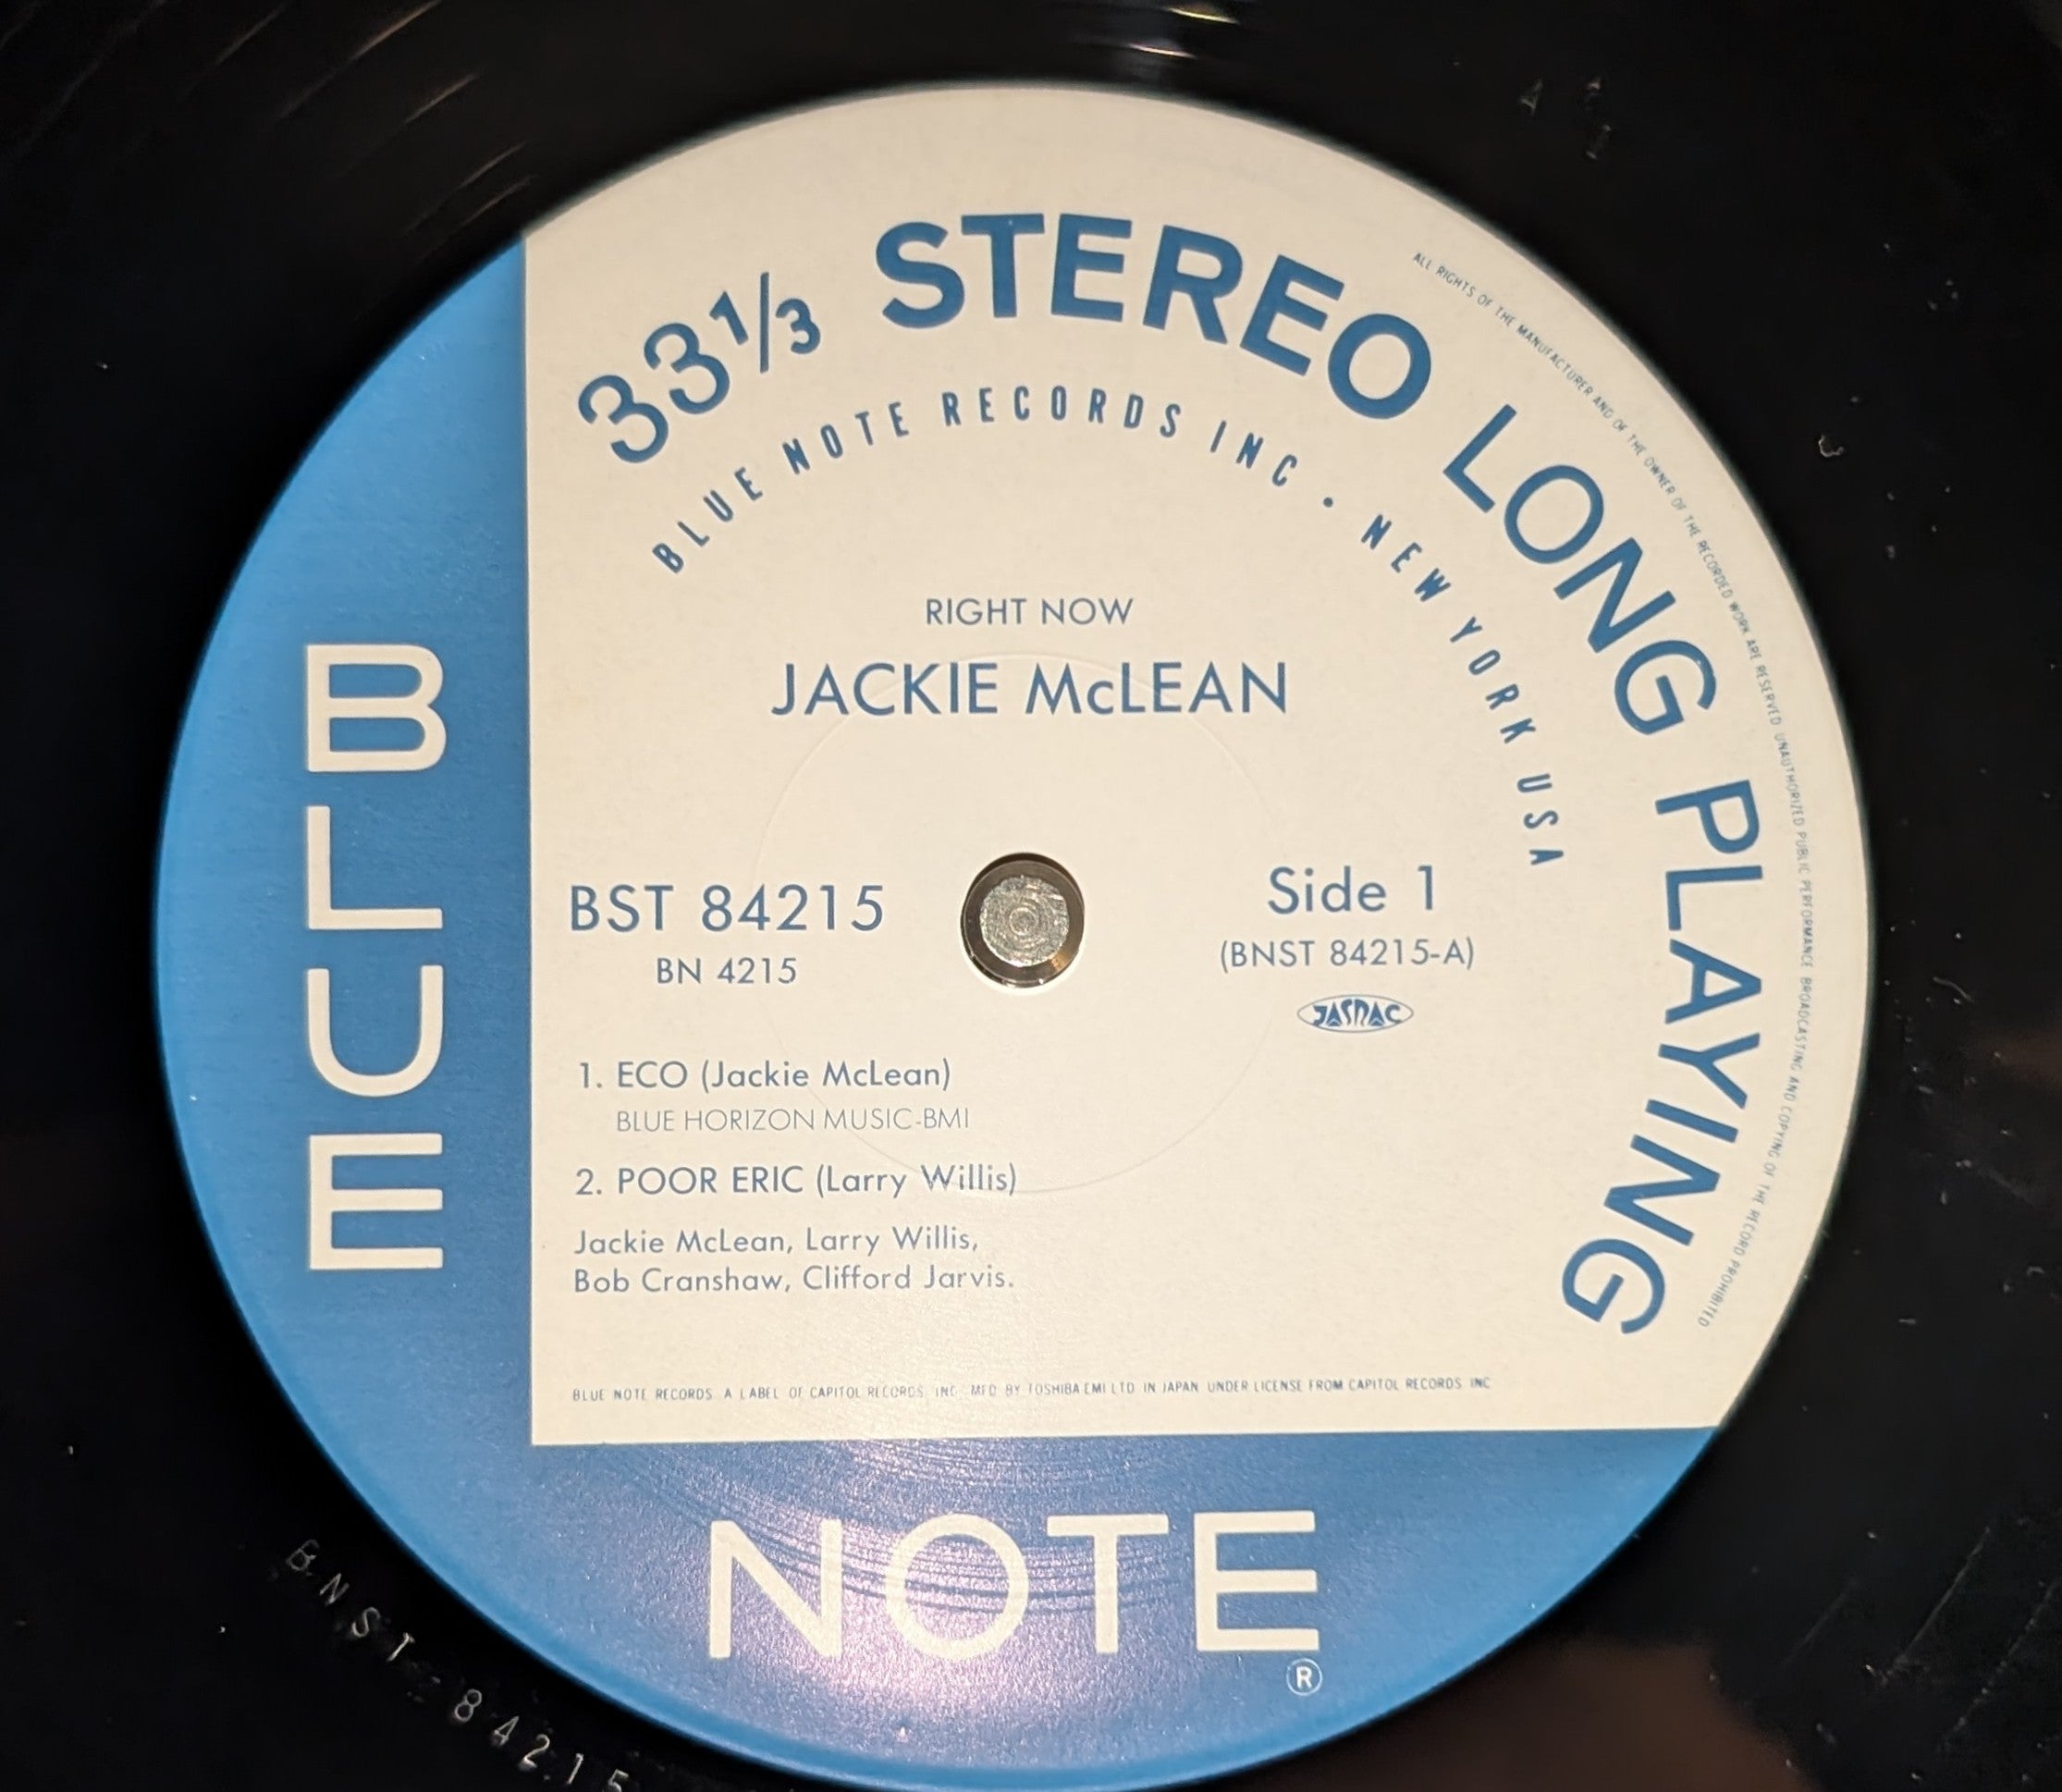 33⅓ STEREO LONG PLAYING
BLUE NOTE RECORDS INC · NEW YORK USA
ALL RIGHTS OF THE MANUFACTURER AND OF THE OWNER OF THE RECORDED WORK ARE RESERVED UNAUTHORIZED PUBLIC PERFORMANCE BROADCASTING AND COPYING OF THE RECORD PROHIBITED
RIGHT NOW
JACKIE McLEAN
BST 84215
BN 4215
Side 1
(BNST 84215-A)
JASRAC
1. ECO (Jackie McLean)
BLUE HORIZON MUSIC-BMI
2. POOR ERIC (Larry Willis)
Jackie McLean, Larry Willis,
Bob Cranshaw, Clifford Jarvis.
BLUE NOTE RECORDS A LABEL OF CAPITOL RECORDS, INC MFD BY TOSHIBA EMI LTD IN JAPAN UNDER LICENSE FROM CAPITOL RECORDS INC
BLUE
NOTE
®
BNST-84215